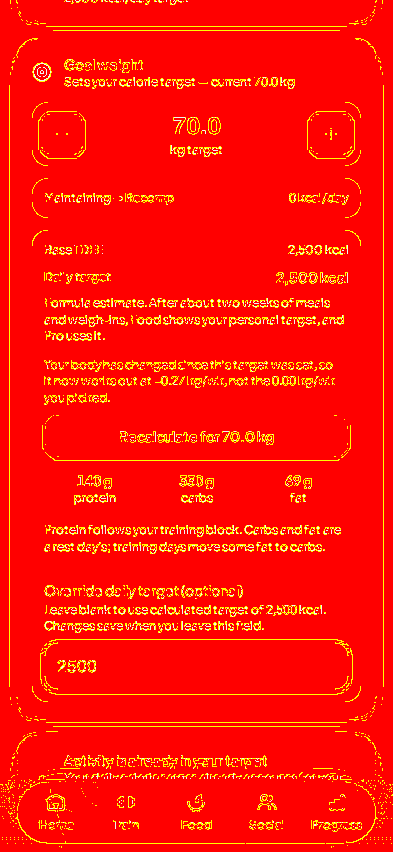 Goal weight
Sets your calorie target — current 70.0 kg
70.0
kg target
Maintaining · Recomp
0 kcal/day
Base TDEE
2,500 kcal
Daily target
2,500 kcal
Formula estimate. After about two weeks of meals
and weigh-ins, Food shows your personal target, and
Pro uses it.
Your body has changed since this target was set, so
it now works out at -0.27 kg/wk, not the 0.00 kg/wk
you picked.
Recalculate for 70.0 kg
protein
carbs
fat
Protein follows your training block. Carbs and fat are
a rest day's; training days move some fat to carbs.
Override daily target (optional)
Leave blank to use calculated target of 2,500 kcal.
Changes save when you leave this field.
2500
Activity is already in your target
Home
Train
Food
Social
Progress